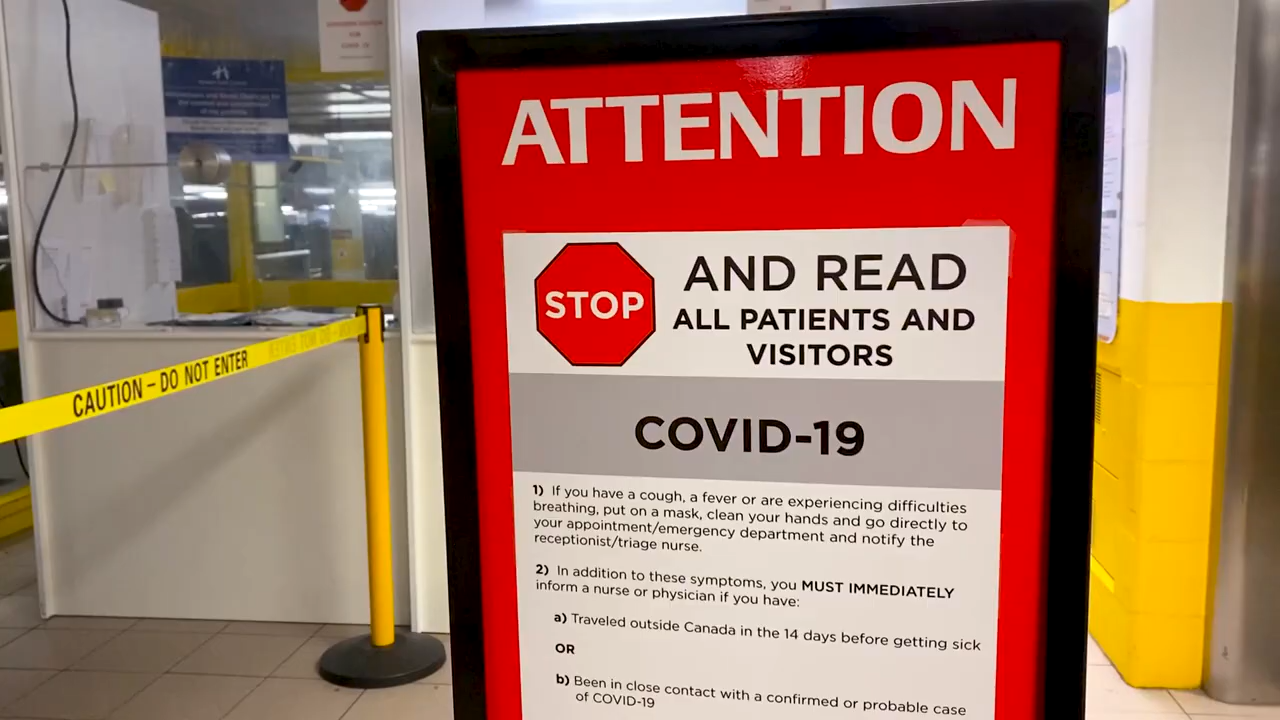 ATTENTION
STOP
AND READ
ALL PATIENTS AND
VISITORS
COVID-19
1) If you have a cough, a fever or are experiencing difficulties
breathing, put on a mask, clean your hands and go directly to
your appointment/emergency department and notify the
receptionist/triage nurse.
2) In addition to these symptoms, you MUST IMMEDIATELY
inform a nurse or physician if you have:
a) Traveled outside Canada in the 14 days before getting sick
OR
b) Been in close contact with a confirmed or probable case
of COVID-19
CAUTION – DO NOT ENTER